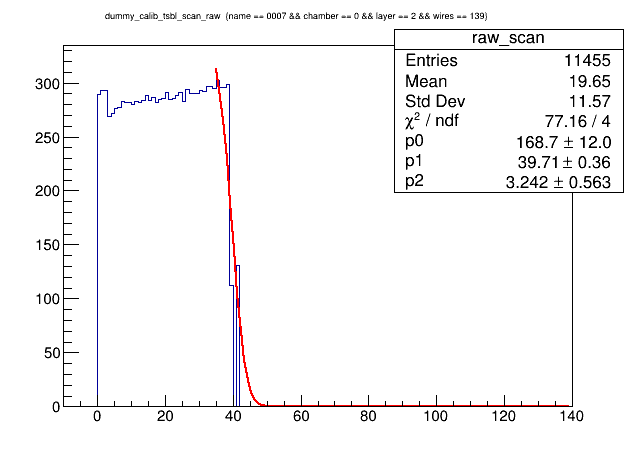 dummy_calib_tsbl_scan_raw (name == 0007 && chamber == 0 && layer == 2 && wires == 139)
raw_scan
Entries 11455
Mean 19.65
Std Dev 11.57
χ² / ndf 77.16 / 4
p0 168.7 ± 12.0
p1 39.71 ± 0.36
p2 3.242 ± 0.563
300
250
200
150
100
50
0
0 20 40 60 80 100 120 140